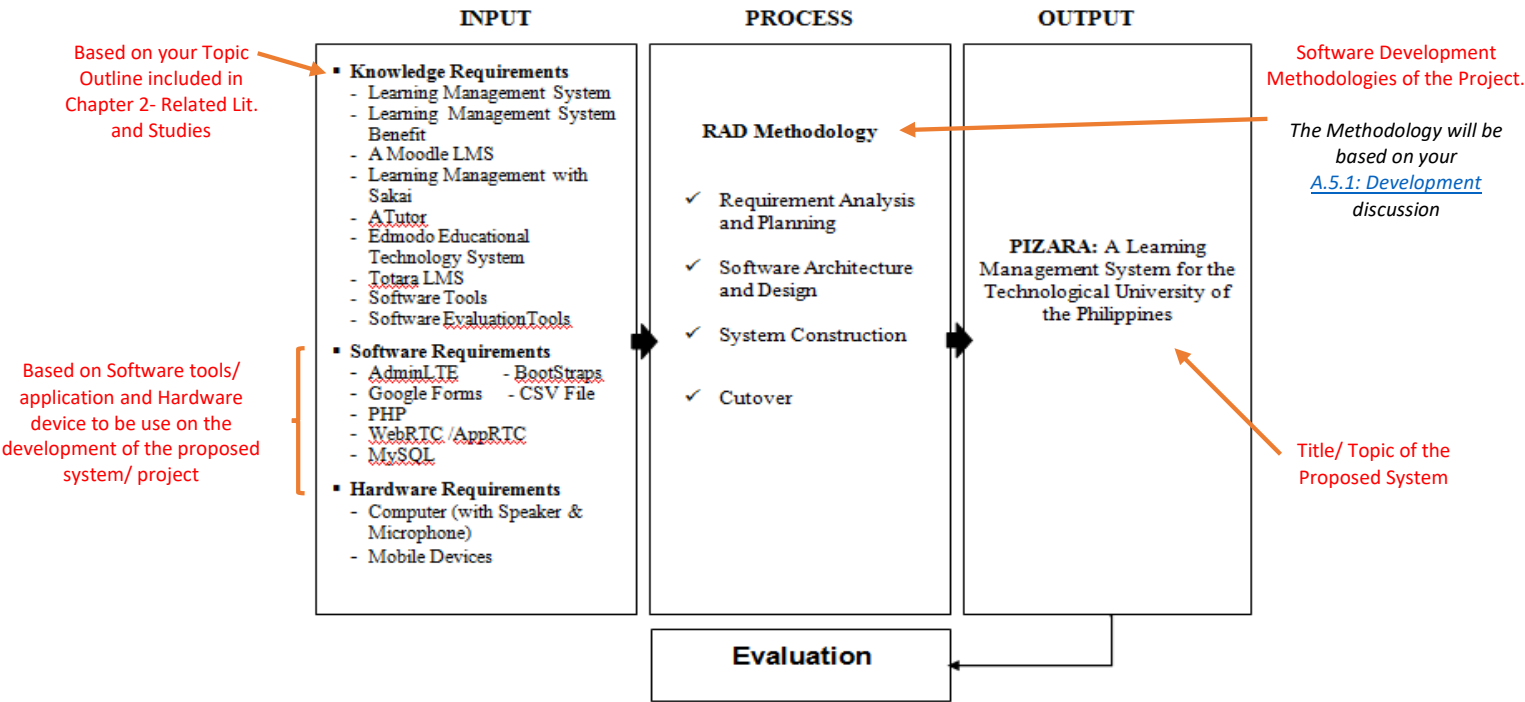 INPUT
PROCESS
OUTPUT
Based on your Topic
Outline included in
Chapter 2- Related Lit.
and Studies
Based on Software tools/
application and Hardware
device to be use on the
development of the proposed
system/ project
▪ Knowledge Requirements
- Learning Management System
- Learning Management System
Benefit
- A Moodle LMS
- Learning Management with
Sakai
- ATutor
- Edmodo Educational
Technology System
- Totara LMS
- Software Tools
- Software EvaluationTools
▪ Software Requirements
- AdminLTE - BootStraps
- Google Forms - CSV File
- PHP
- WebRTC /AppRTC
- MySQL
▪ Hardware Requirements
- Computer (with Speaker &
Microphone)
- Mobile Devices
RAD Methodology
✓ Requirement Analysis
and Planning
✓ Software Architecture
and Design
✓ System Construction
✓ Cutover
PIZARA: A Learning
Management System for the
Technological University of
the Philippines
Software Development
Methodologies of the Project.
The Methodology will be
based on your
A.5.1: Development
discussion
Title/ Topic of the
Proposed System
Evaluation